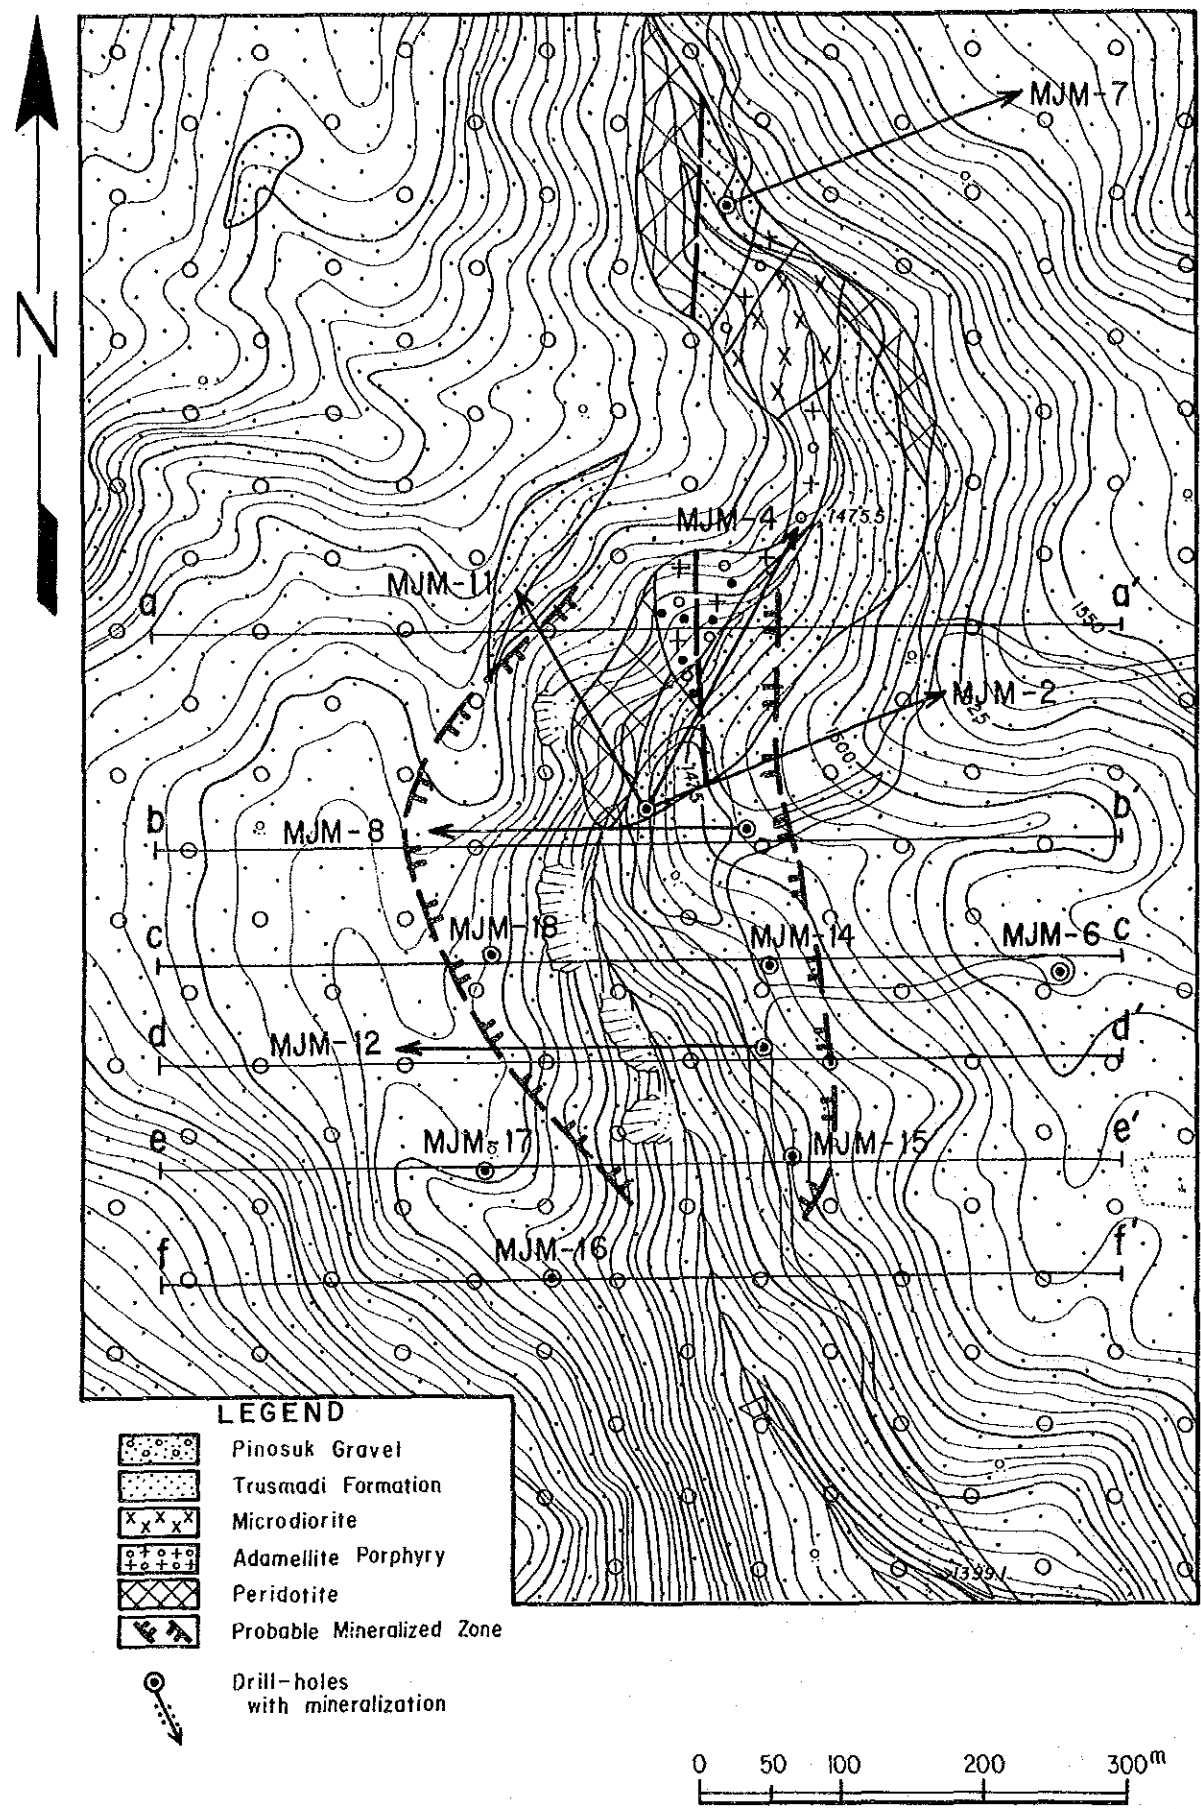 MJM-7
N
MJM-4
1475.5
MJM-11
a
a'
1550
MJM-2
1500
b
b'
MJM-8
MJM-18
MJM-14
MJM-6
c
c'
d
d'
MJM-12
MJM-17
MJM-15
e
e'
MJM-16
f
f'
1399.1
LEGEND
Pinosuk Gravel
Trusmadi Formation
Microdiorite
Adamellite Porphyry
Peridotite
Probable Mineralized Zone
Drill-holes
with mineralization
0 50 100 200 300m